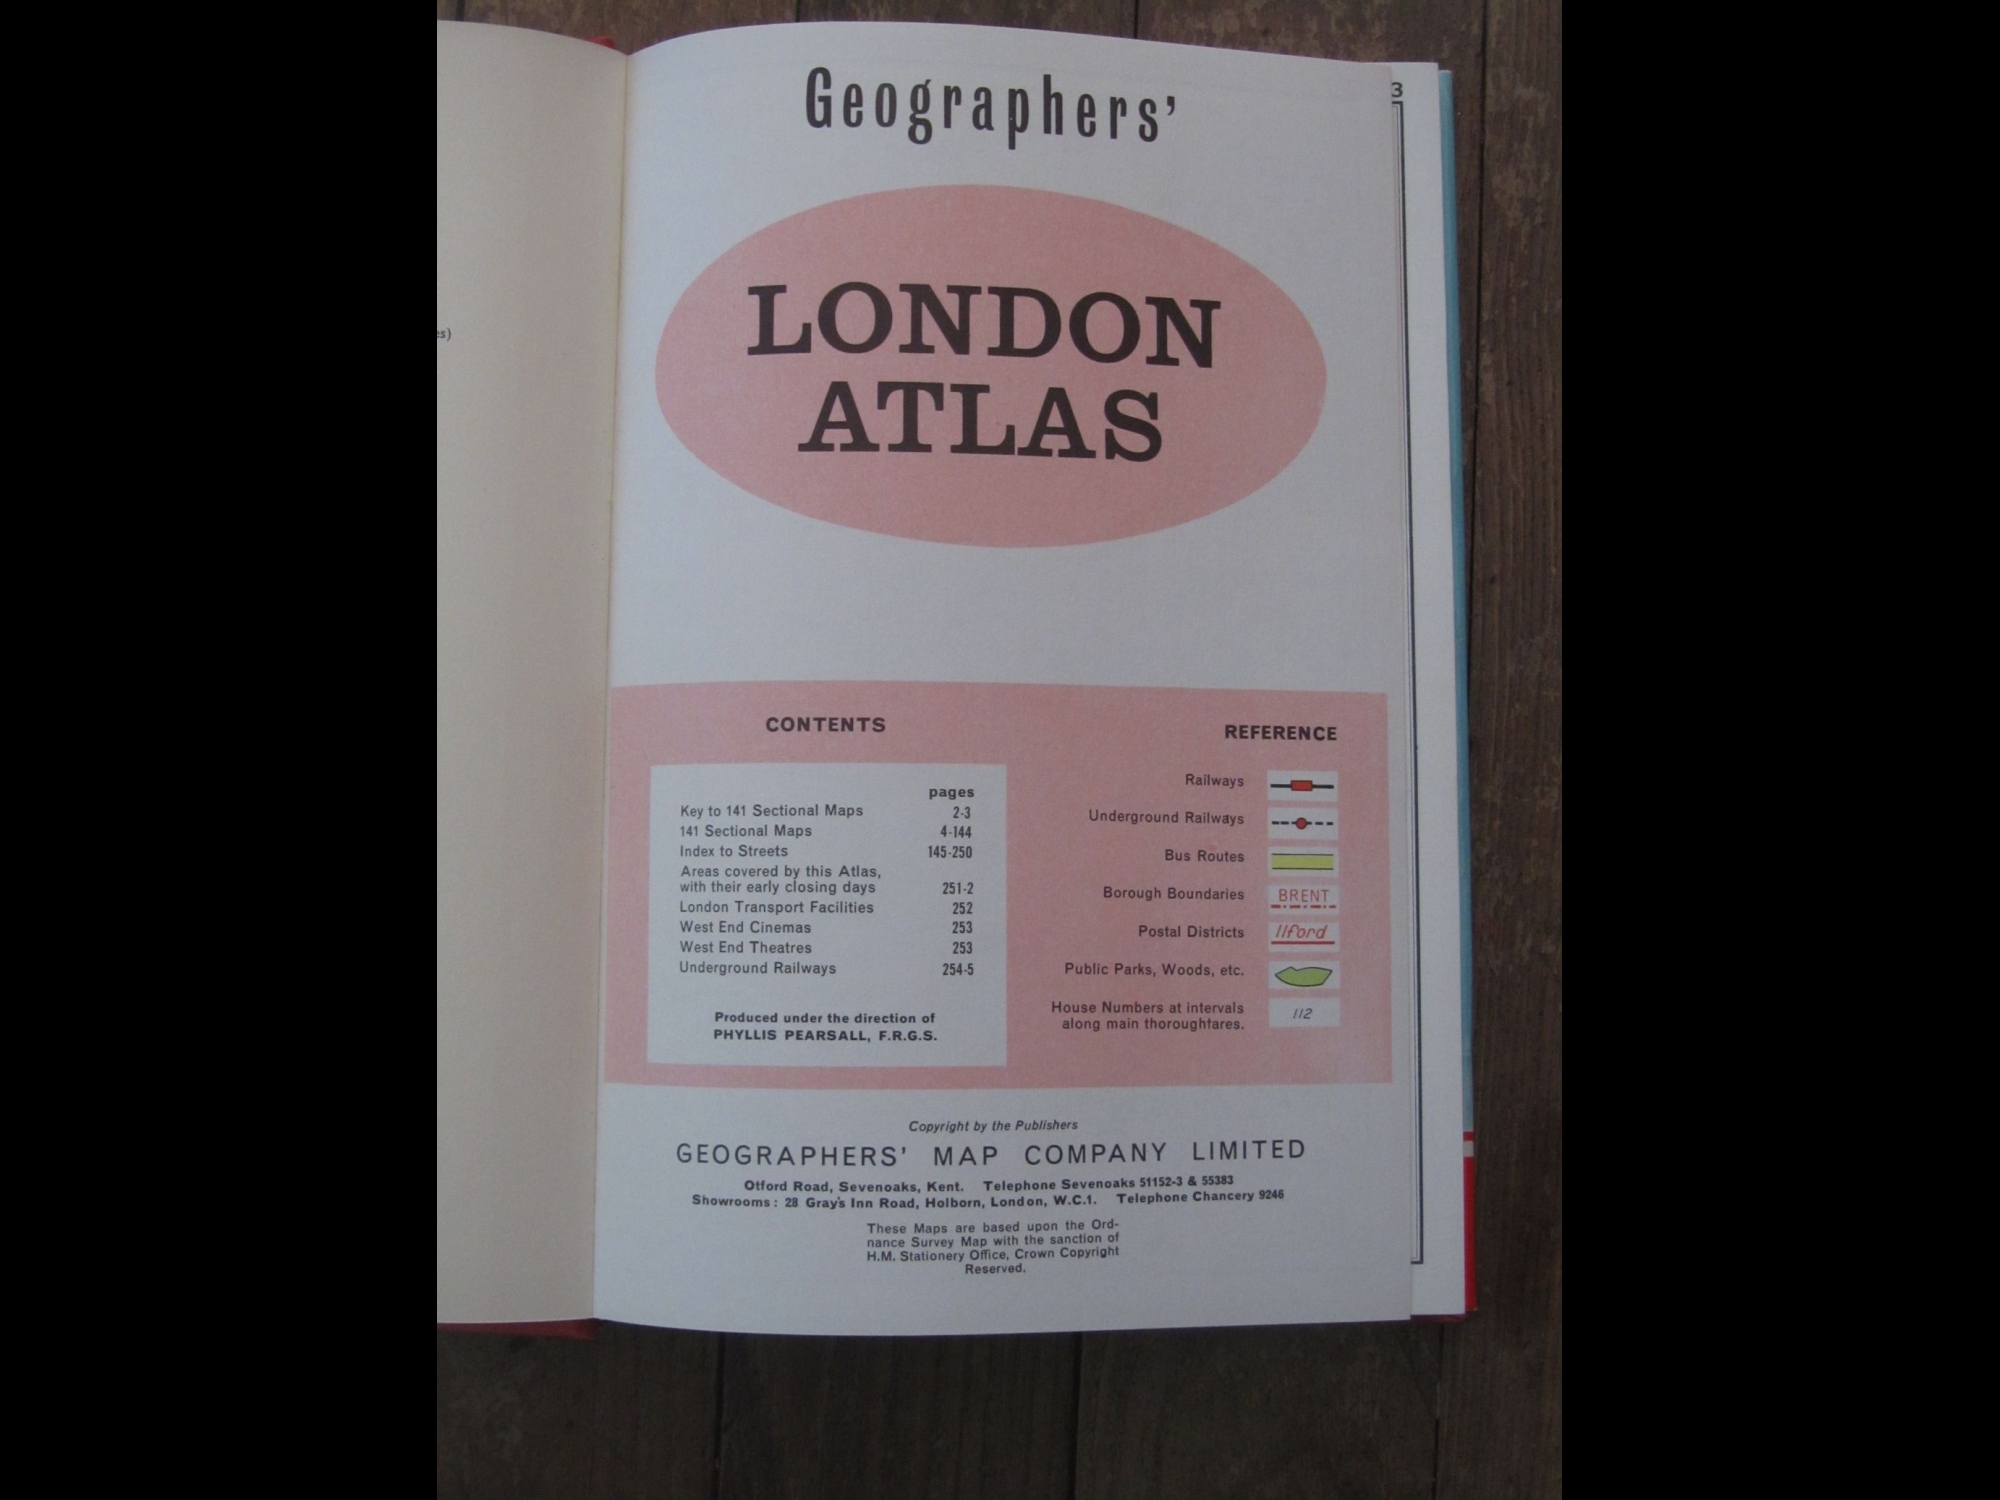 es)
3
Geographers'
LONDON
ATLAS
CONTENTS
pages
Key to 141 Sectional Maps 2-3
141 Sectional Maps 4-144
Index to Streets 145-250
Areas covered by this Atlas,
with their early closing days 251-2
London Transport Facilities 252
West End Cinemas 253
West End Theatres 253
Underground Railways 254-5
Produced under the direction of
PHYLLIS PEARSALL, F.R.G.S.
REFERENCE
Railways
Underground Railways
Bus Routes
Borough Boundaries BRENT
Postal Districts Ilford
Public Parks, Woods, etc.
House Numbers at intervals
along main thoroughfares. 112
Copyright by the Publishers
GEOGRAPHERS' MAP COMPANY LIMITED
Otford Road, Sevenoaks, Kent. Telephone Sevenoaks 51152-3 & 55383
Showrooms: 28 Gray's Inn Road, Holborn, London, W.C.1. Telephone Chancery 9246
These Maps are based upon the Ord-
nance Survey Map with the sanction of
H.M. Stationery Office, Crown Copyright
Reserved.